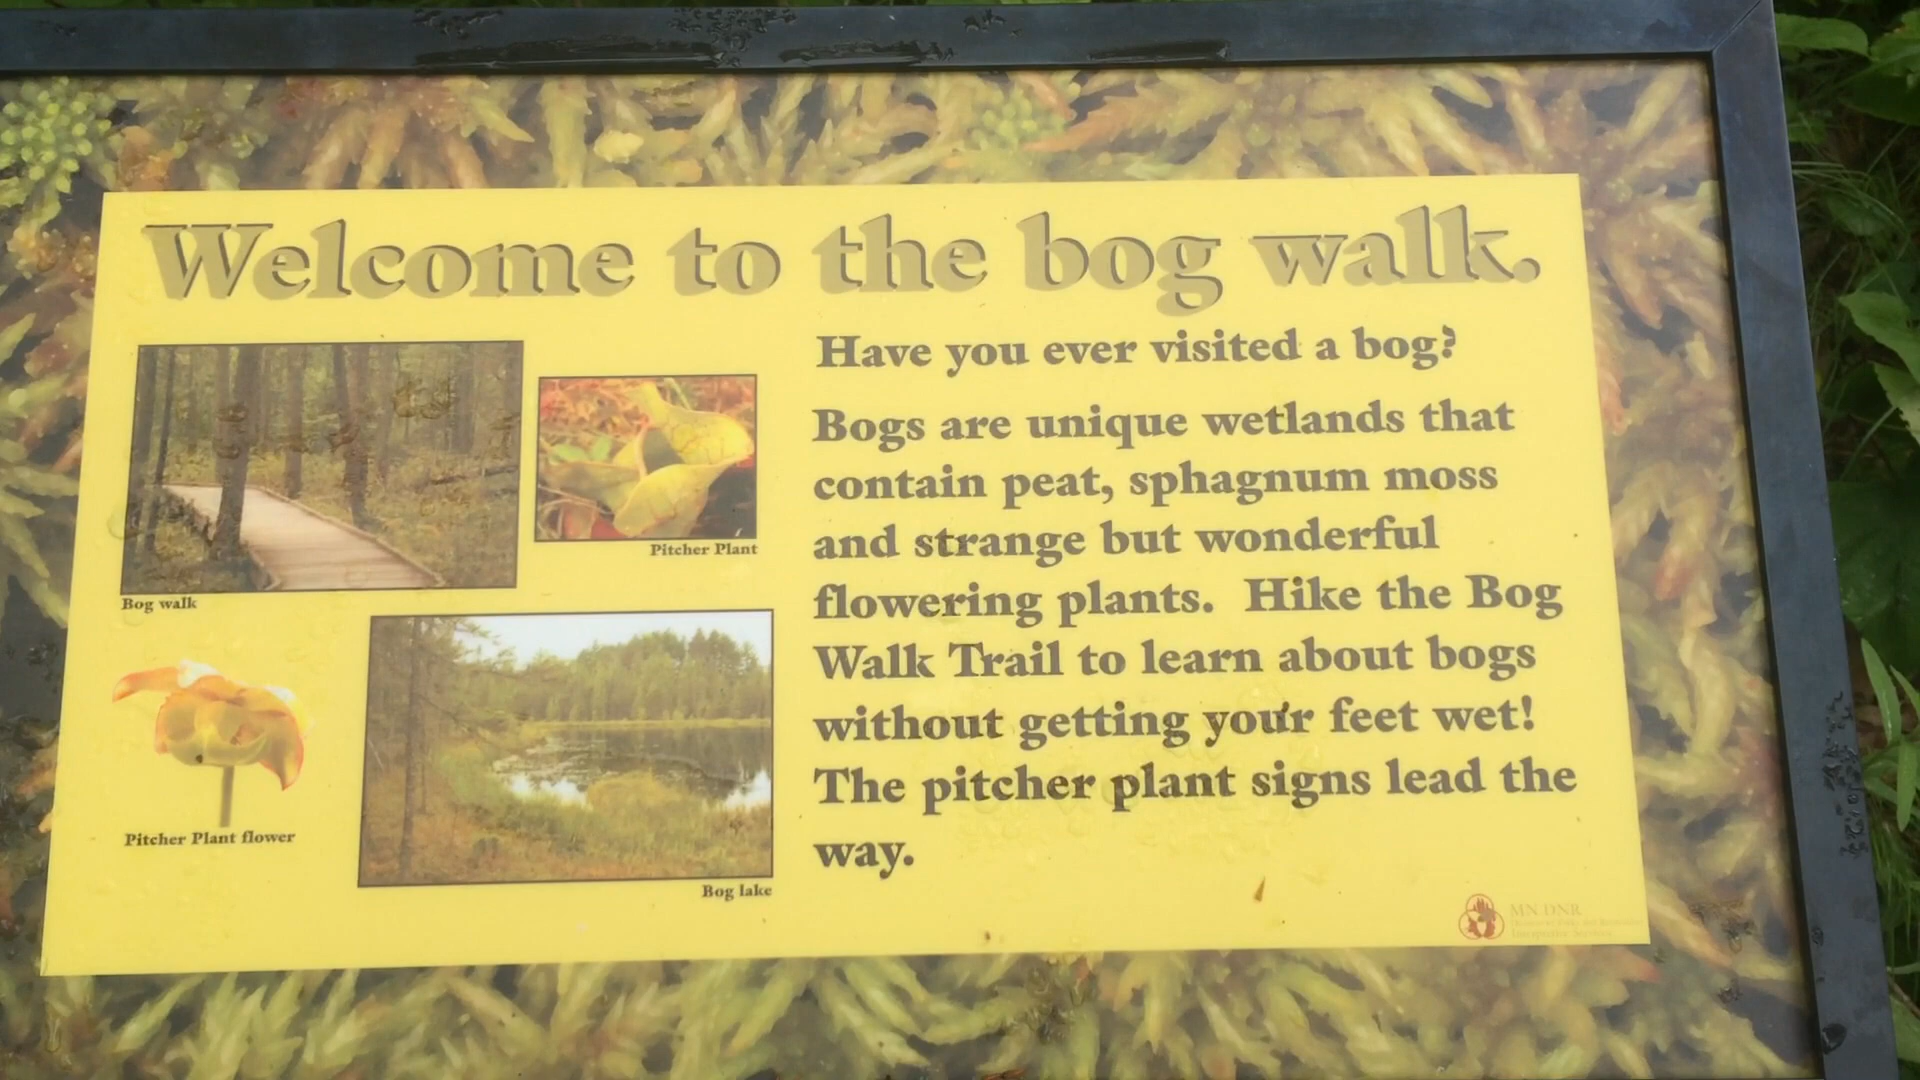 Welcome to the bog walk.
Have you ever visited a bog?
Bogs are unique wetlands that
contain peat, sphagnum moss
and strange but wonderful
flowering plants. Hike the Bog
Walk Trail to learn about bogs
without getting your feet wet!
The pitcher plant signs lead the
way.
Bog walk
Pitcher Plant
Pitcher Plant flower
Bog lake
MN DNR